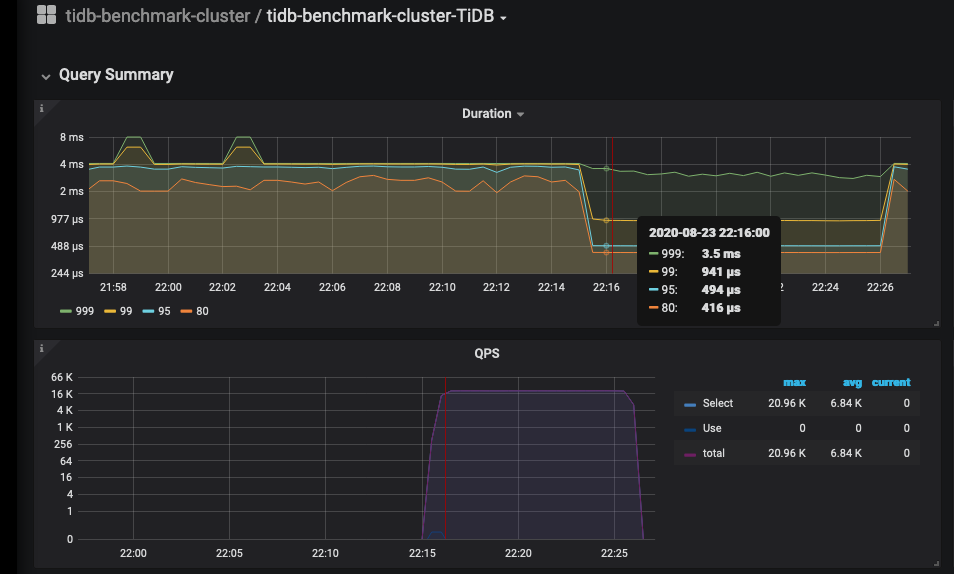 tidb-benchmark-cluster / tidb-benchmark-cluster-TiDB
Query Summary
i
Duration
8 ms
4 ms
2 ms
977 µs
488 µs
244 µs
21:58 22:00 22:02 22:04 22:06 22:08 22:10 22:12 22:14 22:16 2 22:24 22:26
2020-08-23 22:16:00
999: 3.5 ms
99: 941 µs
95: 494 µs
80: 416 µs
999 99 95 80
i
QPS
66 K
16 K
4 K
1 K
256
64
16
4
1
0
22:00 22:05 22:10 22:15 22:20 22:25
max avg current
Select 20.96 K 6.84 K 0
Use 0 0 0
total 20.96 K 6.84 K 0